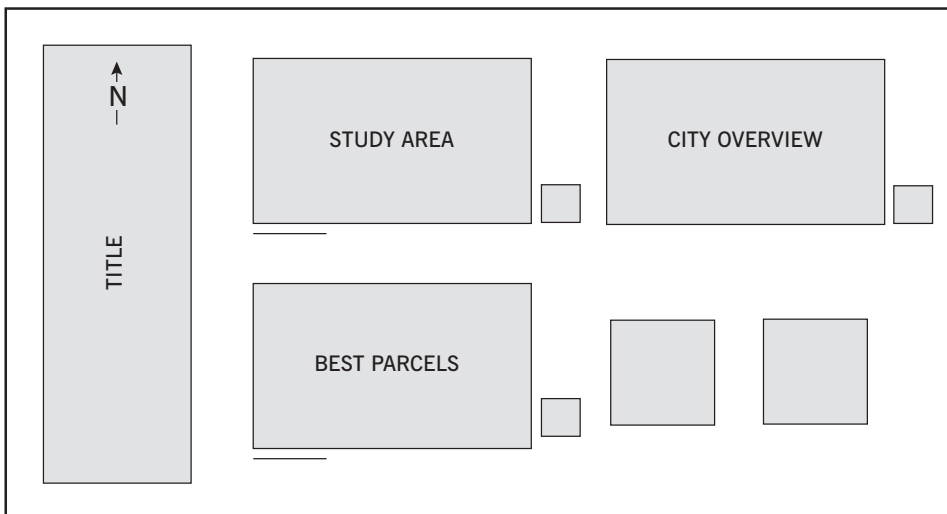 N
TITLE
STUDY AREA
CITY OVERVIEW
BEST PARCELS